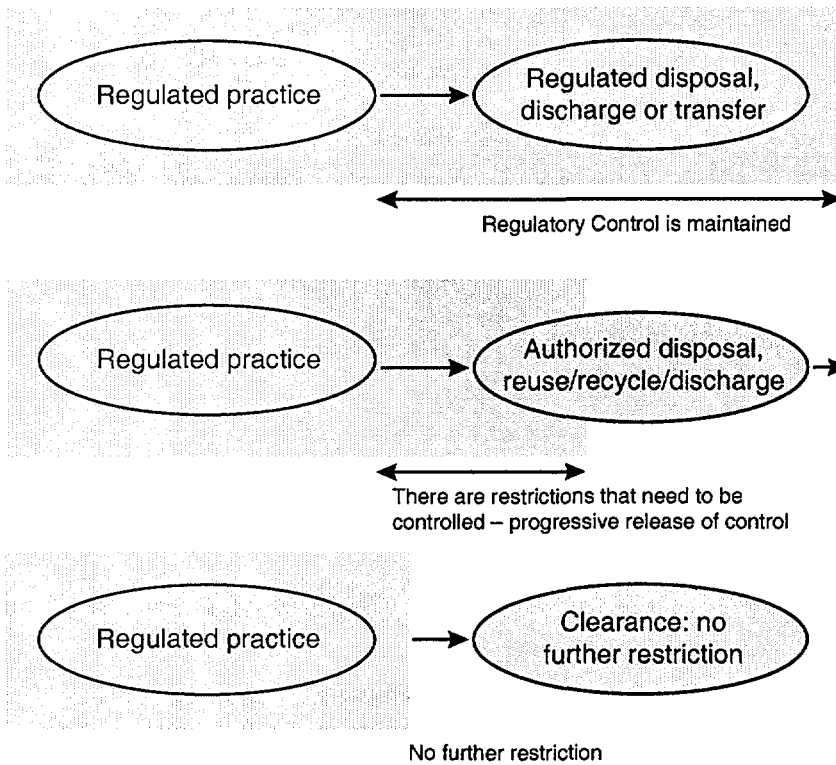 Regulated practice
Regulated disposal,
discharge or transfer
Regulatory Control is maintained
Regulated practice
Authorized disposal,
reuse/recycle/discharge
There are restrictions that need to be
controlled – progressive release of control
Regulated practice
Clearance: no
further restriction
No further restriction